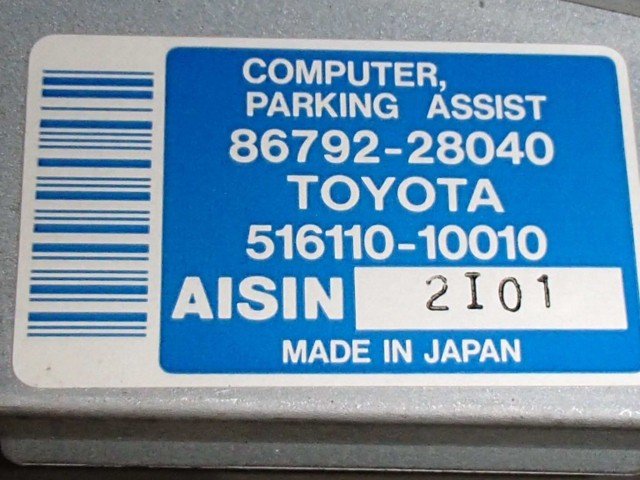 COMPUTER,
PARKING ASSIST
86792-28040
TOYOTA
516110-10010
AISIN 2I01
MADE IN JAPAN